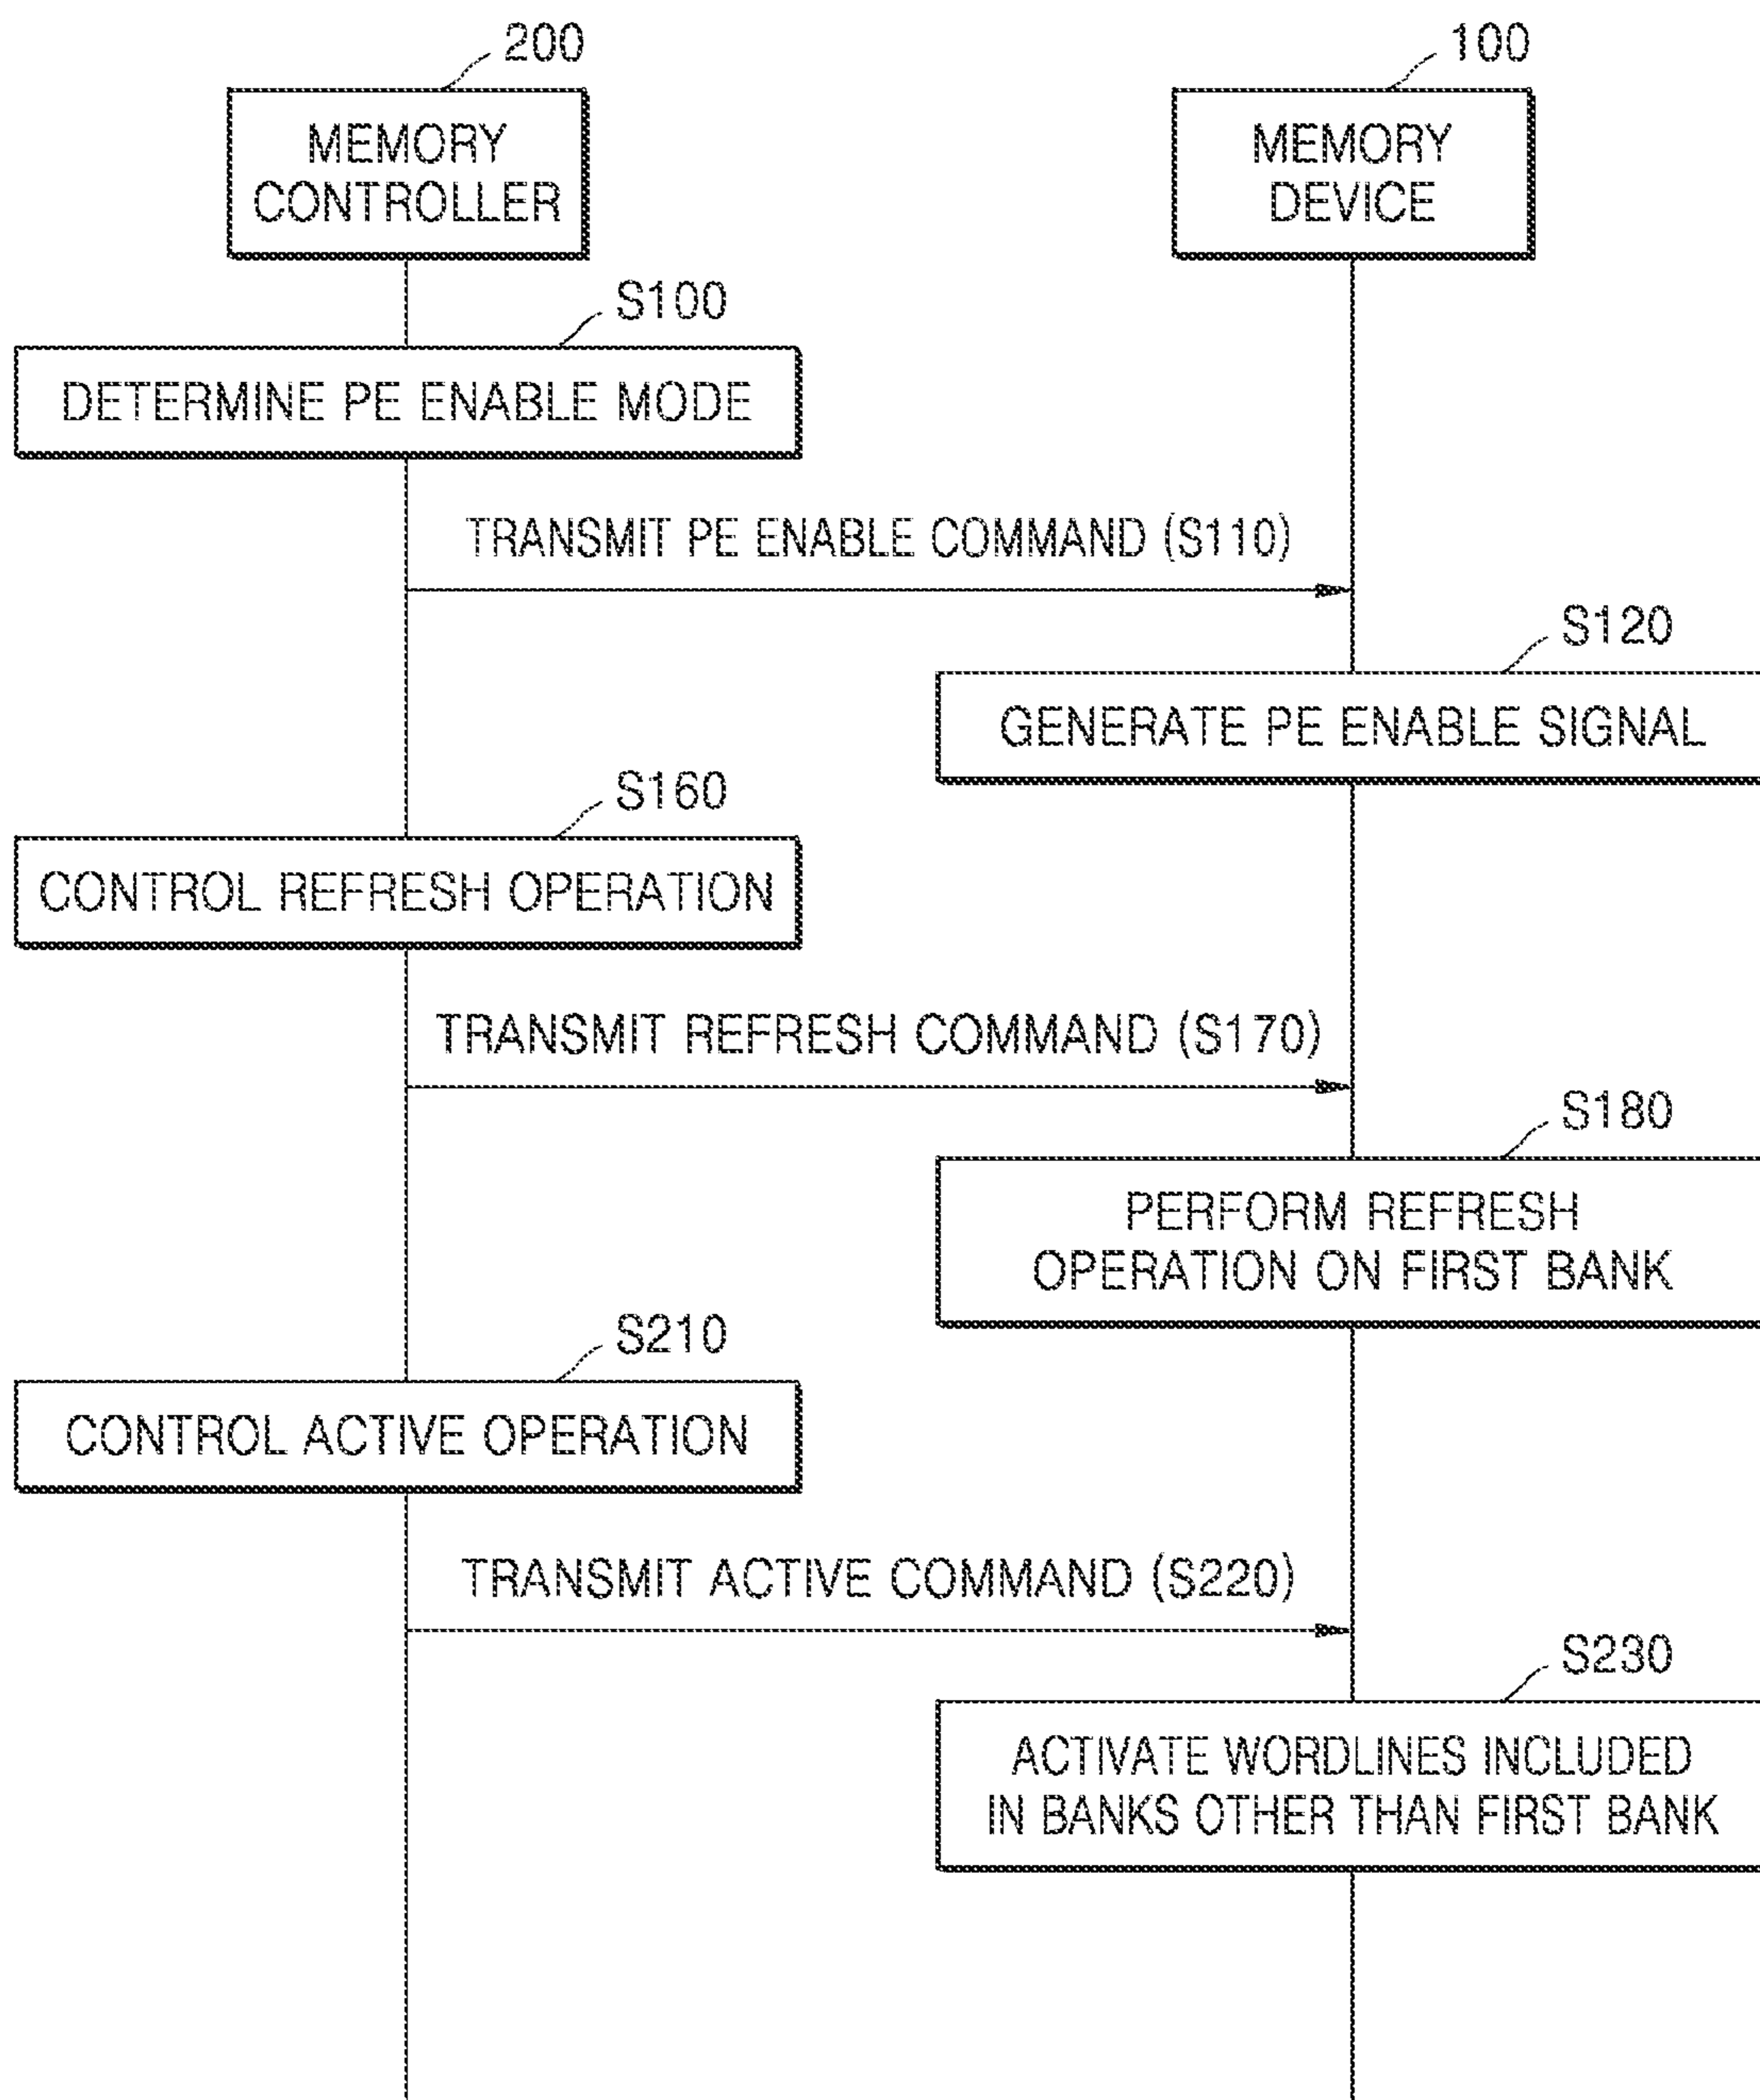 200
100
MEMORY
CONTROLLER
MEMORY
DEVICE
S100
DETERMINE PE ENABLE MODE
TRANSMIT PE ENABLE COMMAND (S110)
S120
GENERATE PE ENABLE SIGNAL
S160
CONTROL REFRESH OPERATION
TRANSMIT REFRESH COMMAND (S170)
S180
PERFORM REFRESH
OPERATION ON FIRST BANK
S210
CONTROL ACTIVE OPERATION
TRANSMIT ACTIVE COMMAND (S220)
S230
ACTIVATE WORDLINES INCLUDED
IN BANKS OTHER THAN FIRST BANK